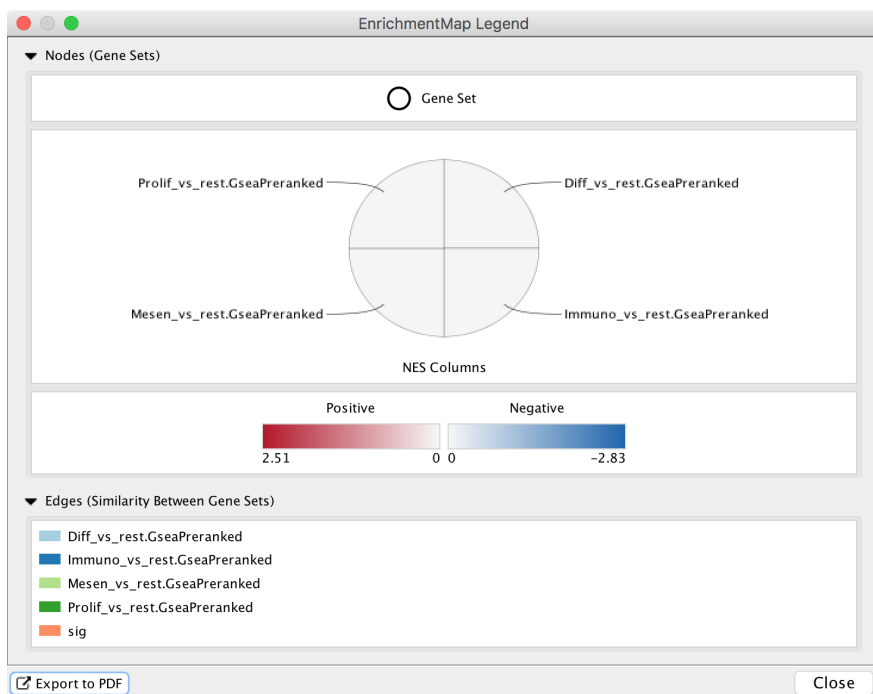 EnrichmentMap Legend
Nodes (Gene Sets)
Gene Set
Prolif_vs_rest.GseaPreranked
Diff_vs_rest.GseaPreranked
Mesen_vs_rest.GseaPreranked
Immuno_vs_rest.GseaPreranked
NES Columns
Positive Negative
2.51 0 0 -2.83
Edges (Similarity Between Gene Sets)
Diff_vs_rest.GseaPreranked
Immuno_vs_rest.GseaPreranked
Mesen_vs_rest.GseaPreranked
Prolif_vs_rest.GseaPreranked
sig
Export to PDF
Close